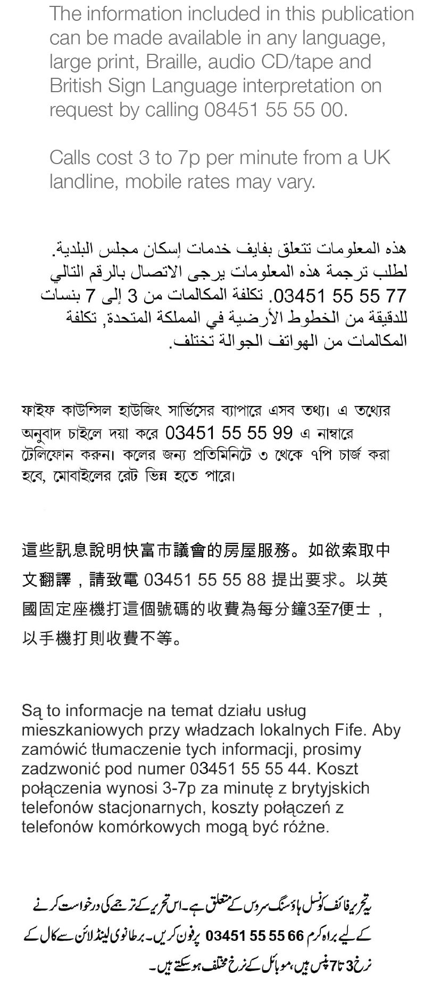 The information included in this publication
can be made available in any language,
large print, Braille, audio CD/tape and
British Sign Language interpretation on
request by calling 08451 55 55 00.
Calls cost 3 to 7p per minute from a UK
landline, mobile rates may vary.
هذه المعلومات تتعلق بفايف خدمات إسكان مجلس البلدية.
لطلب ترجمة هذه المعلومات يرجى الاتصال بالرقم التالي
03451 55 55 77. تكلفة المكالمات من 3 إلى 7 بنسات
للدقيقة من الخطوط الأرضية في المملكة المتحدة, تكلفة
المكالمات من الهواتف الجوالة تختلف.
ফাইফ কাউন্সিল হাউজিং সার্ভিসের ব্যাপারে এসব তথ্য। এ তথ্যের
অনুবাদ চাইলে দয়া করে 03451 55 55 99 এ নাম্বারে
টেলিফোন করুন। কলের জন্য প্রতিমিনিটে ৩ থেকে ৭পি চার্জ করা
হবে, মোবাইলের রেট ভিন্ন হতে পারে।
這些訊息說明快富市議會的房屋服務。如欲索取中
文翻譯，請致電 03451 55 55 88 提出要求。以英
國固定座機打這個號碼的收費為每分鐘3至7便士，
以手機打則收費不等。
Są to informacje na temat działu usług
mieszkaniowych przy władzach lokalnych Fife. Aby
zamówić tłumaczenie tych informacji, prosimy
zadzwonić pod numer 03451 55 55 44. Koszt
połączenia wynosi 3-7p za minutę z brytyjskich
telefonów stacjonarnych, koszty połączeń z
telefonów komórkowych mogą być różne.
یہ تحریر فائف کونسل ہاؤسنگ سروس کے متعلق ہے۔ اس تحریر کے ترجمے کی درخواست کرنے
کے لیے براہ کرم 03451 55 55 66 پر فون کریں۔ برطانوی لینڈ لائن سے کال کے
نرخ 3 تا 7 پنس ہیں، موبائل کے نرخ مختلف ہو سکتے ہیں۔